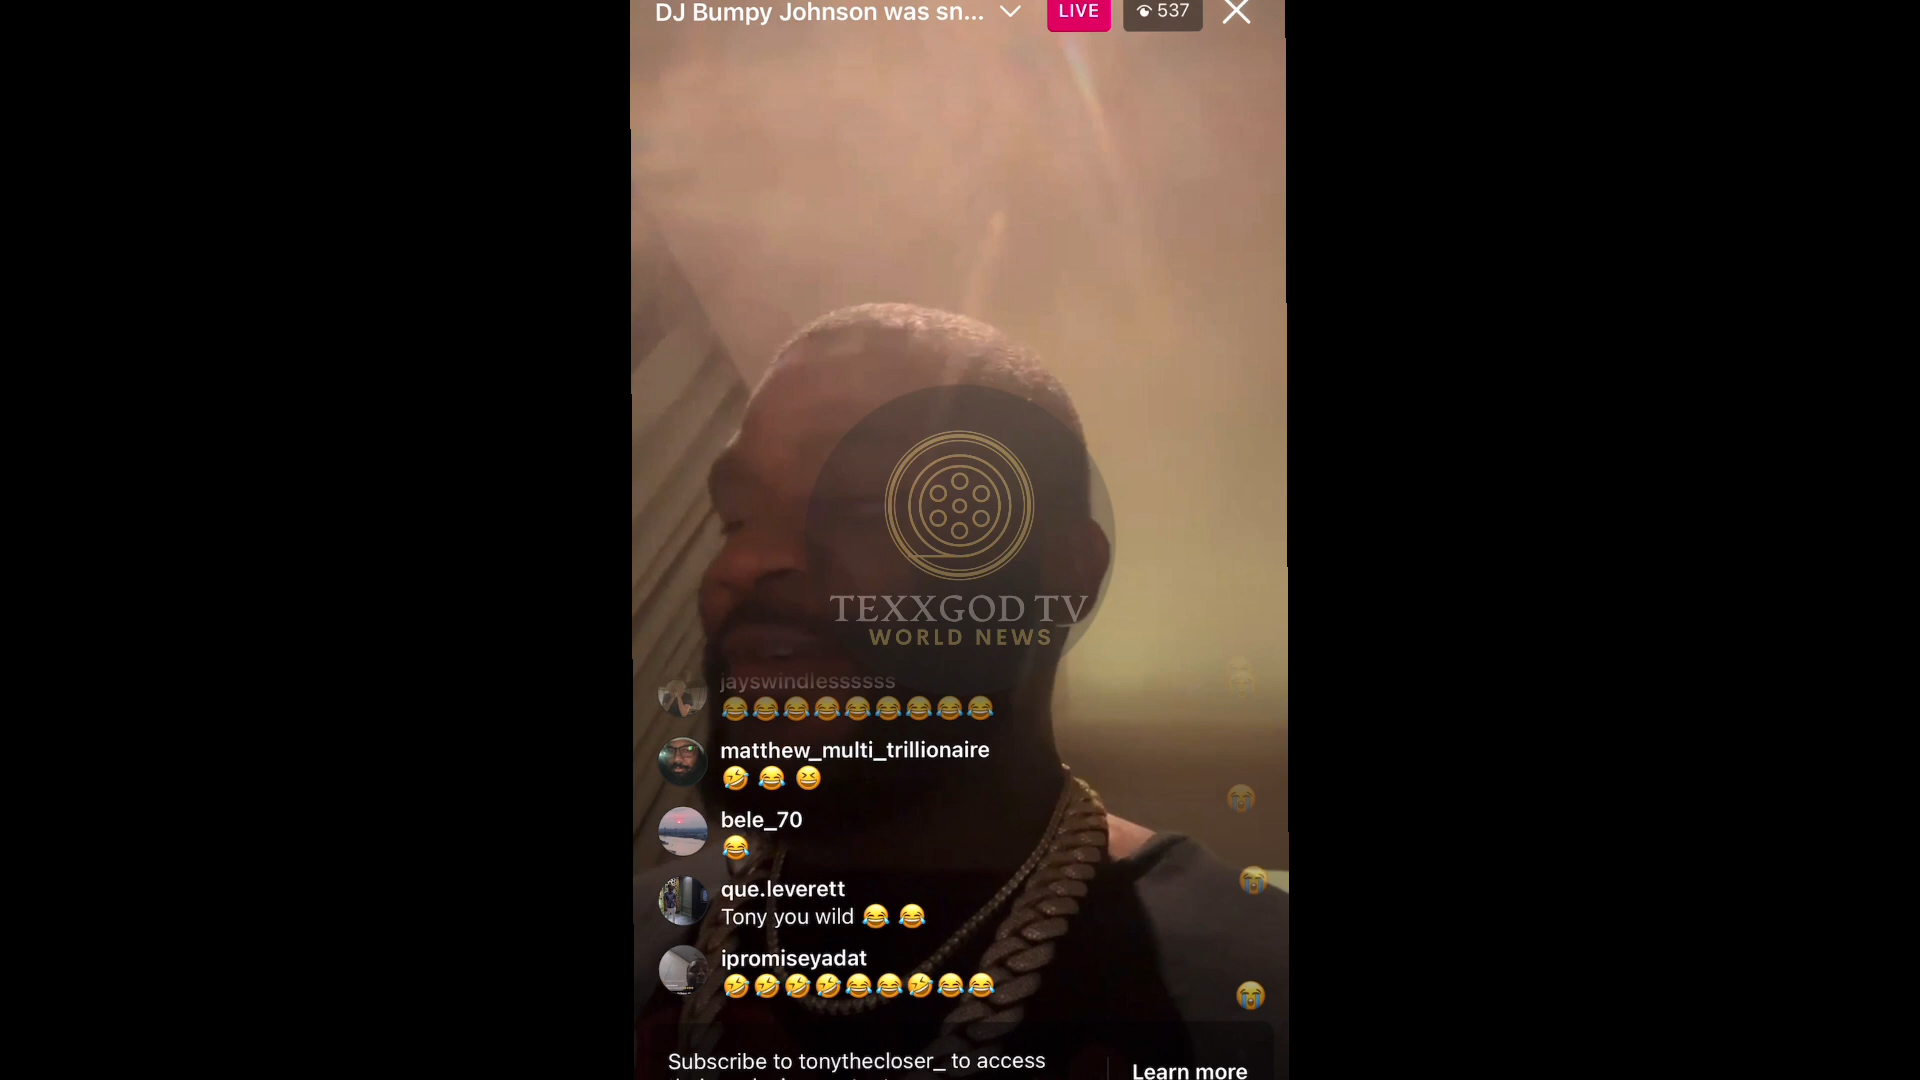 DJ Bumpy Johnson was sn...
LIVE
537
TEXXGOD TV
WORLD NEWS
jayswindlessssss
😂😂😂😂😂😂😂😂😂
matthew_multi_trillionaire
🤣 😂 😆
bele_70
😂
que.leverett
Tony you wild 😂 😂
ipromiseyadat
🤣🤣🤣🤣😂😂🤣😂😂
Subscribe to tonythecloser_ to access
Learn more